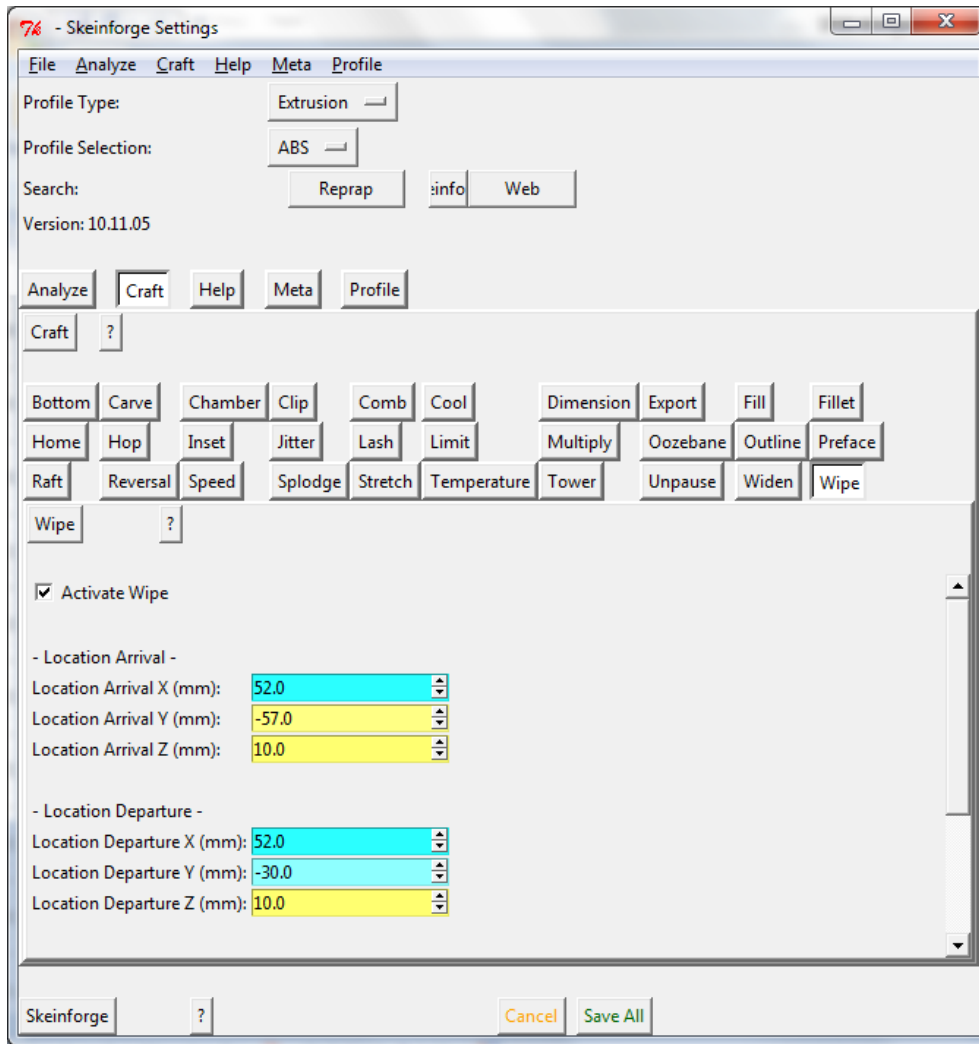 Tk - Skeinforge Settings
File Analyze Craft Help Meta Profile
Profile Type: Extrusion
Profile Selection: ABS
Search: Reprap einfo Web
Version: 10.11.05
Analyze Craft Help Meta Profile
Craft ?
Bottom Carve Chamber Clip Comb Cool Dimension Export Fill Fillet
Home Hop Inset Jitter Lash Limit Multiply Oozebane Outline Preface
Raft Reversal Speed Splodge Stretch Temperature Tower Unpause Widen Wipe
Wipe ?
Activate Wipe
- Location Arrival -
Location Arrival X (mm): 52.0
Location Arrival Y (mm): -57.0
Location Arrival Z (mm): 10.0
- Location Departure -
Location Departure X (mm): 52.0
Location Departure Y (mm): -30.0
Location Departure Z (mm): 10.0
Skeinforge ? Cancel Save All